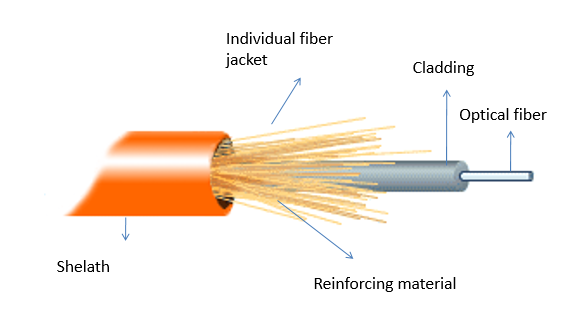 Individual fiber
jacket
Cladding
Optical fiber
Shelath
Reinforcing material